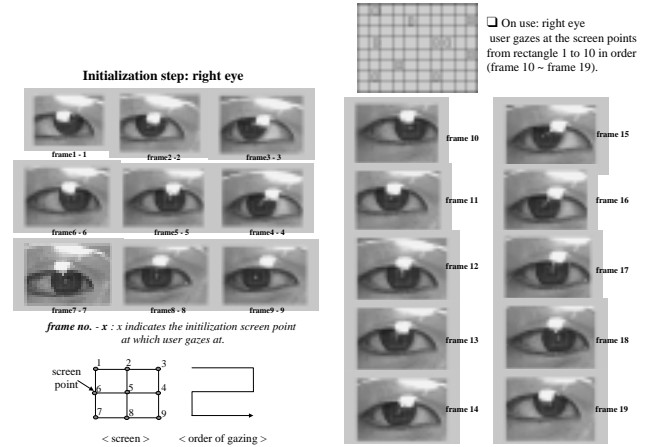 Initialization step: right eye
frame1 - 1
frame2 -2
frame3 - 3
frame6 - 6
frame5 - 5
frame4 - 4
frame7 - 7
frame8 - 8
frame9 - 9
frame no. - x : x indicates the initilization screen point
at which user gazes at.
screen
point
1
2
3
6
5
4
7
8
9
< screen >
< order of gazing >
❑ On use: right eye
user gazes at the screen points
from rectangle 1 to 10 in order
(frame 10 ~ frame 19).
frame 10
frame 11
frame 12
frame 13
frame 14
frame 15
frame 16
frame 17
frame 18
frame 19